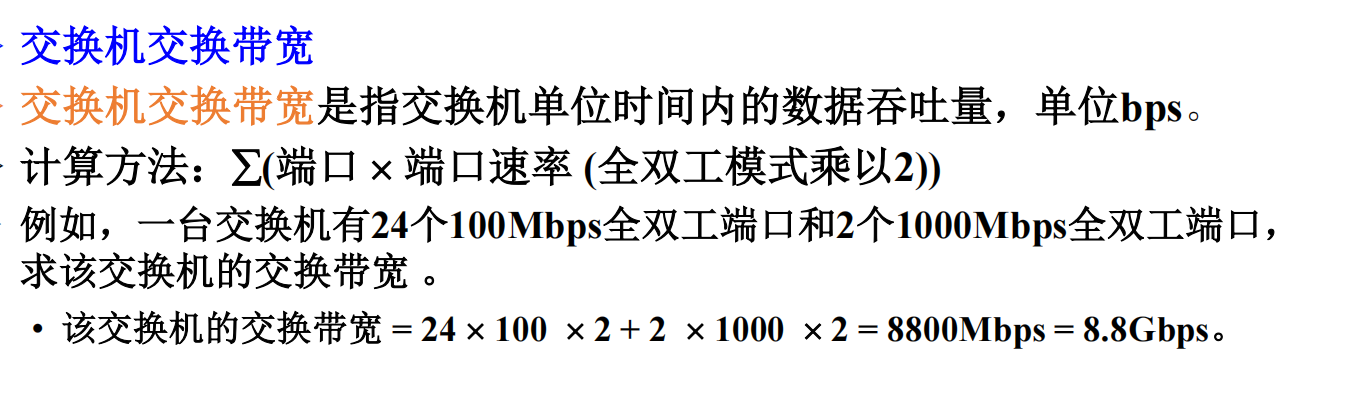 交换机交换带宽
交换机交换带宽是指交换机单位时间内的数据吞吐量，单位bps。
计算方法：∑(端口 × 端口速率 (全双工模式乘以2))
例如，一台交换机有24个100Mbps全双工端口和2个1000Mbps全双工端口，
求该交换机的交换带宽 。
• 该交换机的交换带宽 = 24 × 100 × 2 + 2 × 1000 × 2 = 8800Mbps = 8.8Gbps。